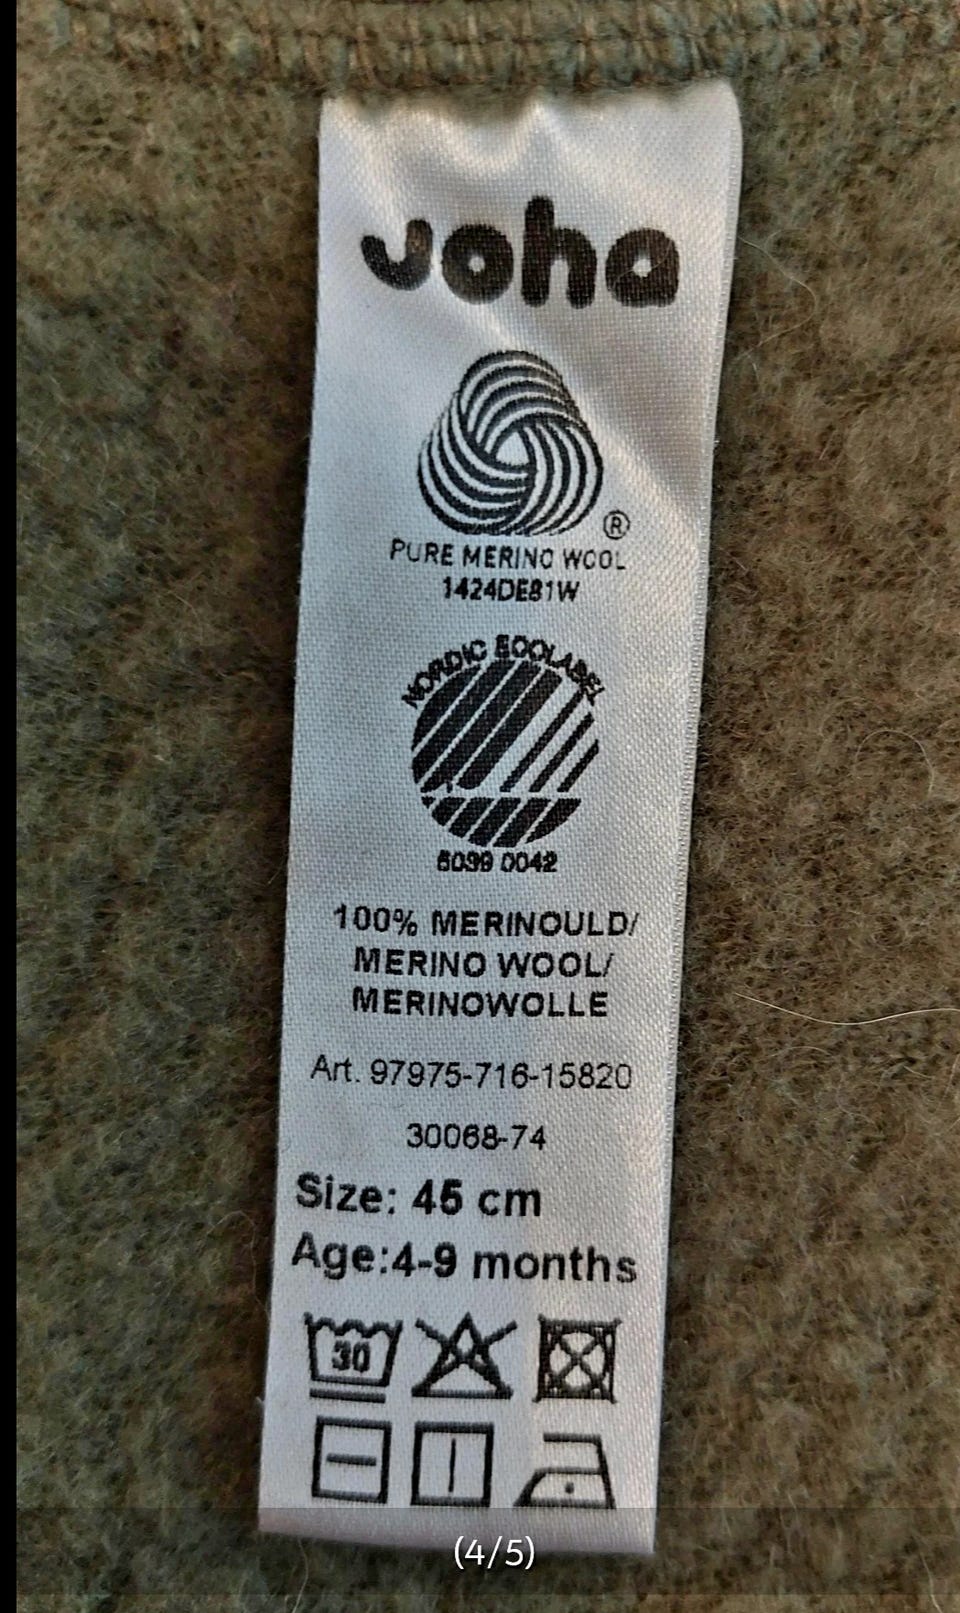 Joha
®
PURE MERINO WOOL
1424DE81W
NORDIC ECOLABEL
5039 0042
100% MERINOULD/
MERINO WOOL/
MERINOWOLLE
Art. 97975-716-15820
30068-74
Size: 45 cm
Age:4-9 months
30
(4/5)